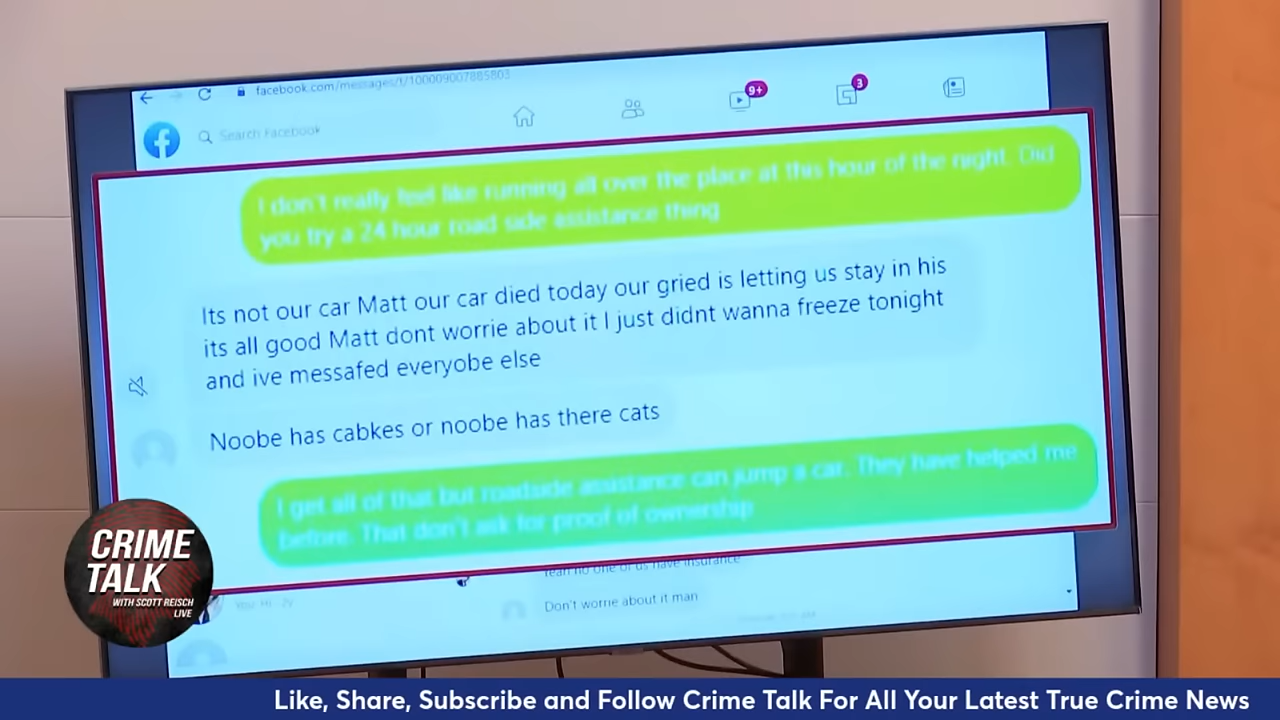 facebook.com/messages/t/100009007885803
Search Facebook
9+
3
I don't really feel like running all over the place at this hour of the night. Did
you try a 24 hour road side assistance thing
Its not our car Matt our car died today our gried is letting us stay in his
its all good Matt dont worrie about it I just didnt wanna freeze tonight
and ive messafed everyobe else
Noobe has cabkes or noobe has there cats
I get all of that but roadside assistance can jump a car. They have helped me
before. That don't ask for proof of ownership
no one of us have insurance
Don't worrie about it man
CRIME
TALK
WITH SCOTT REISCH
LIVE
Like, Share, Subscribe and Follow Crime Talk For All Your Latest True Crime News